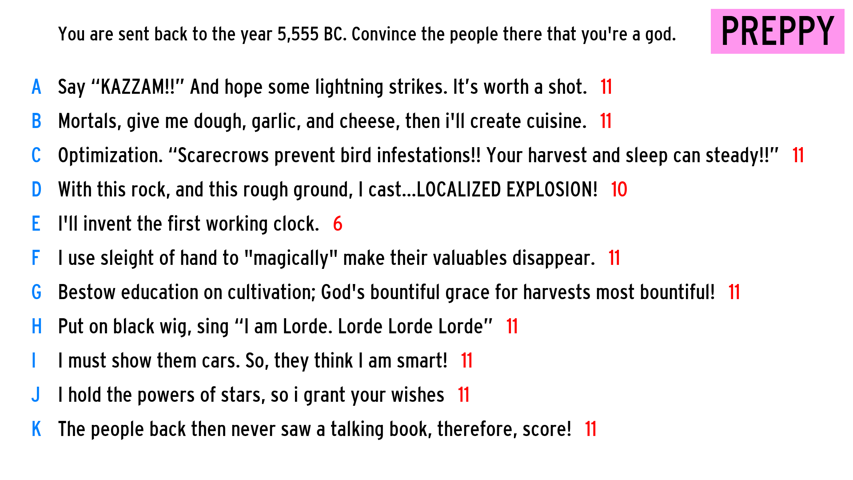 You are sent back to the year 5,555 BC. Convince the people there that you're a god.
PREPPY
A Say “KAZZAM!!” And hope some lightning strikes. It’s worth a shot. 11
B Mortals, give me dough, garlic, and cheese, then i'll create cuisine. 11
C Optimization. “Scarecrows prevent bird infestations!! Your harvest and sleep can steady!!” 11
D With this rock, and this rough ground, I cast...LOCALIZED EXPLOSION! 10
E I'll invent the first working clock. 6
F I use sleight of hand to "magically" make their valuables disappear. 11
G Bestow education on cultivation; God's bountiful grace for harvests most bountiful! 11
H Put on black wig, sing “I am Lorde. Lorde Lorde Lorde” 11
I I must show them cars. So, they think I am smart! 11
J I hold the powers of stars, so i grant your wishes 11
K The people back then never saw a talking book, therefore, score! 11